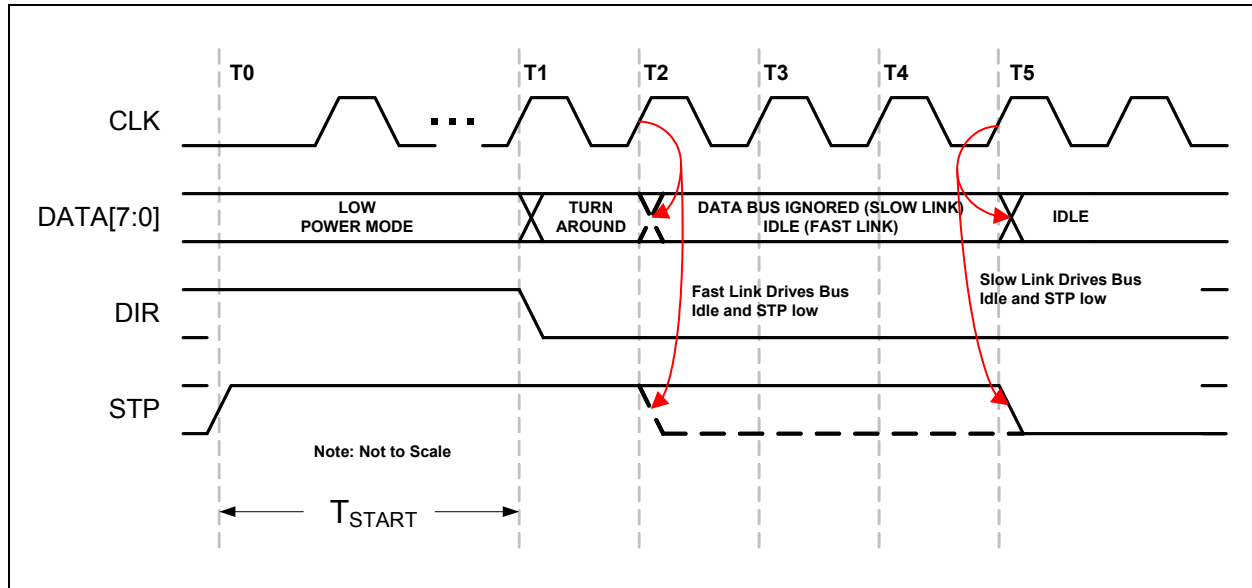 T0
T1
T2
T3
T4
T5
CLK
DATA[7:0]
LOW
POWER MODE
TURN
AROUND
DATA BUS IGNORED (SLOW LINK)
IDLE (FAST LINK)
IDLE
DIR
Fast Link Drives Bus
Idle and STP low
Slow Link Drives Bus
Idle and STP low
STP
Note: Not to Scale
TSTART